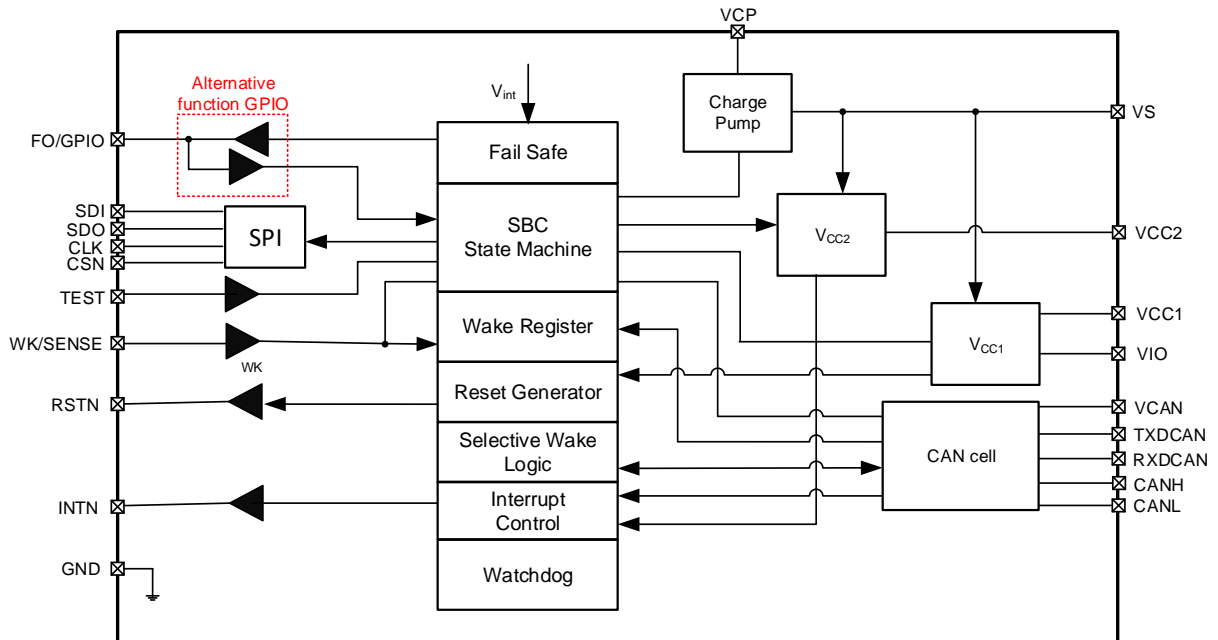 VCP
Alternative
function GPIO
Vint
Charge
Pump
VS
FO/GPIO
Fail Safe
SDI
SDO
CLK
CSN
SPI
SBC
State Machine
VCC2
VCC2
TEST
WK/SENSE
WK
Wake Register
VCC1
VCC1
VIO
RSTN
Reset Generator
VCAN
TXDCAN
RXDCAN
CANH
CANL
CAN cell
Selective Wake
Logic
INTN
Interrupt
Control
GND
Watchdog